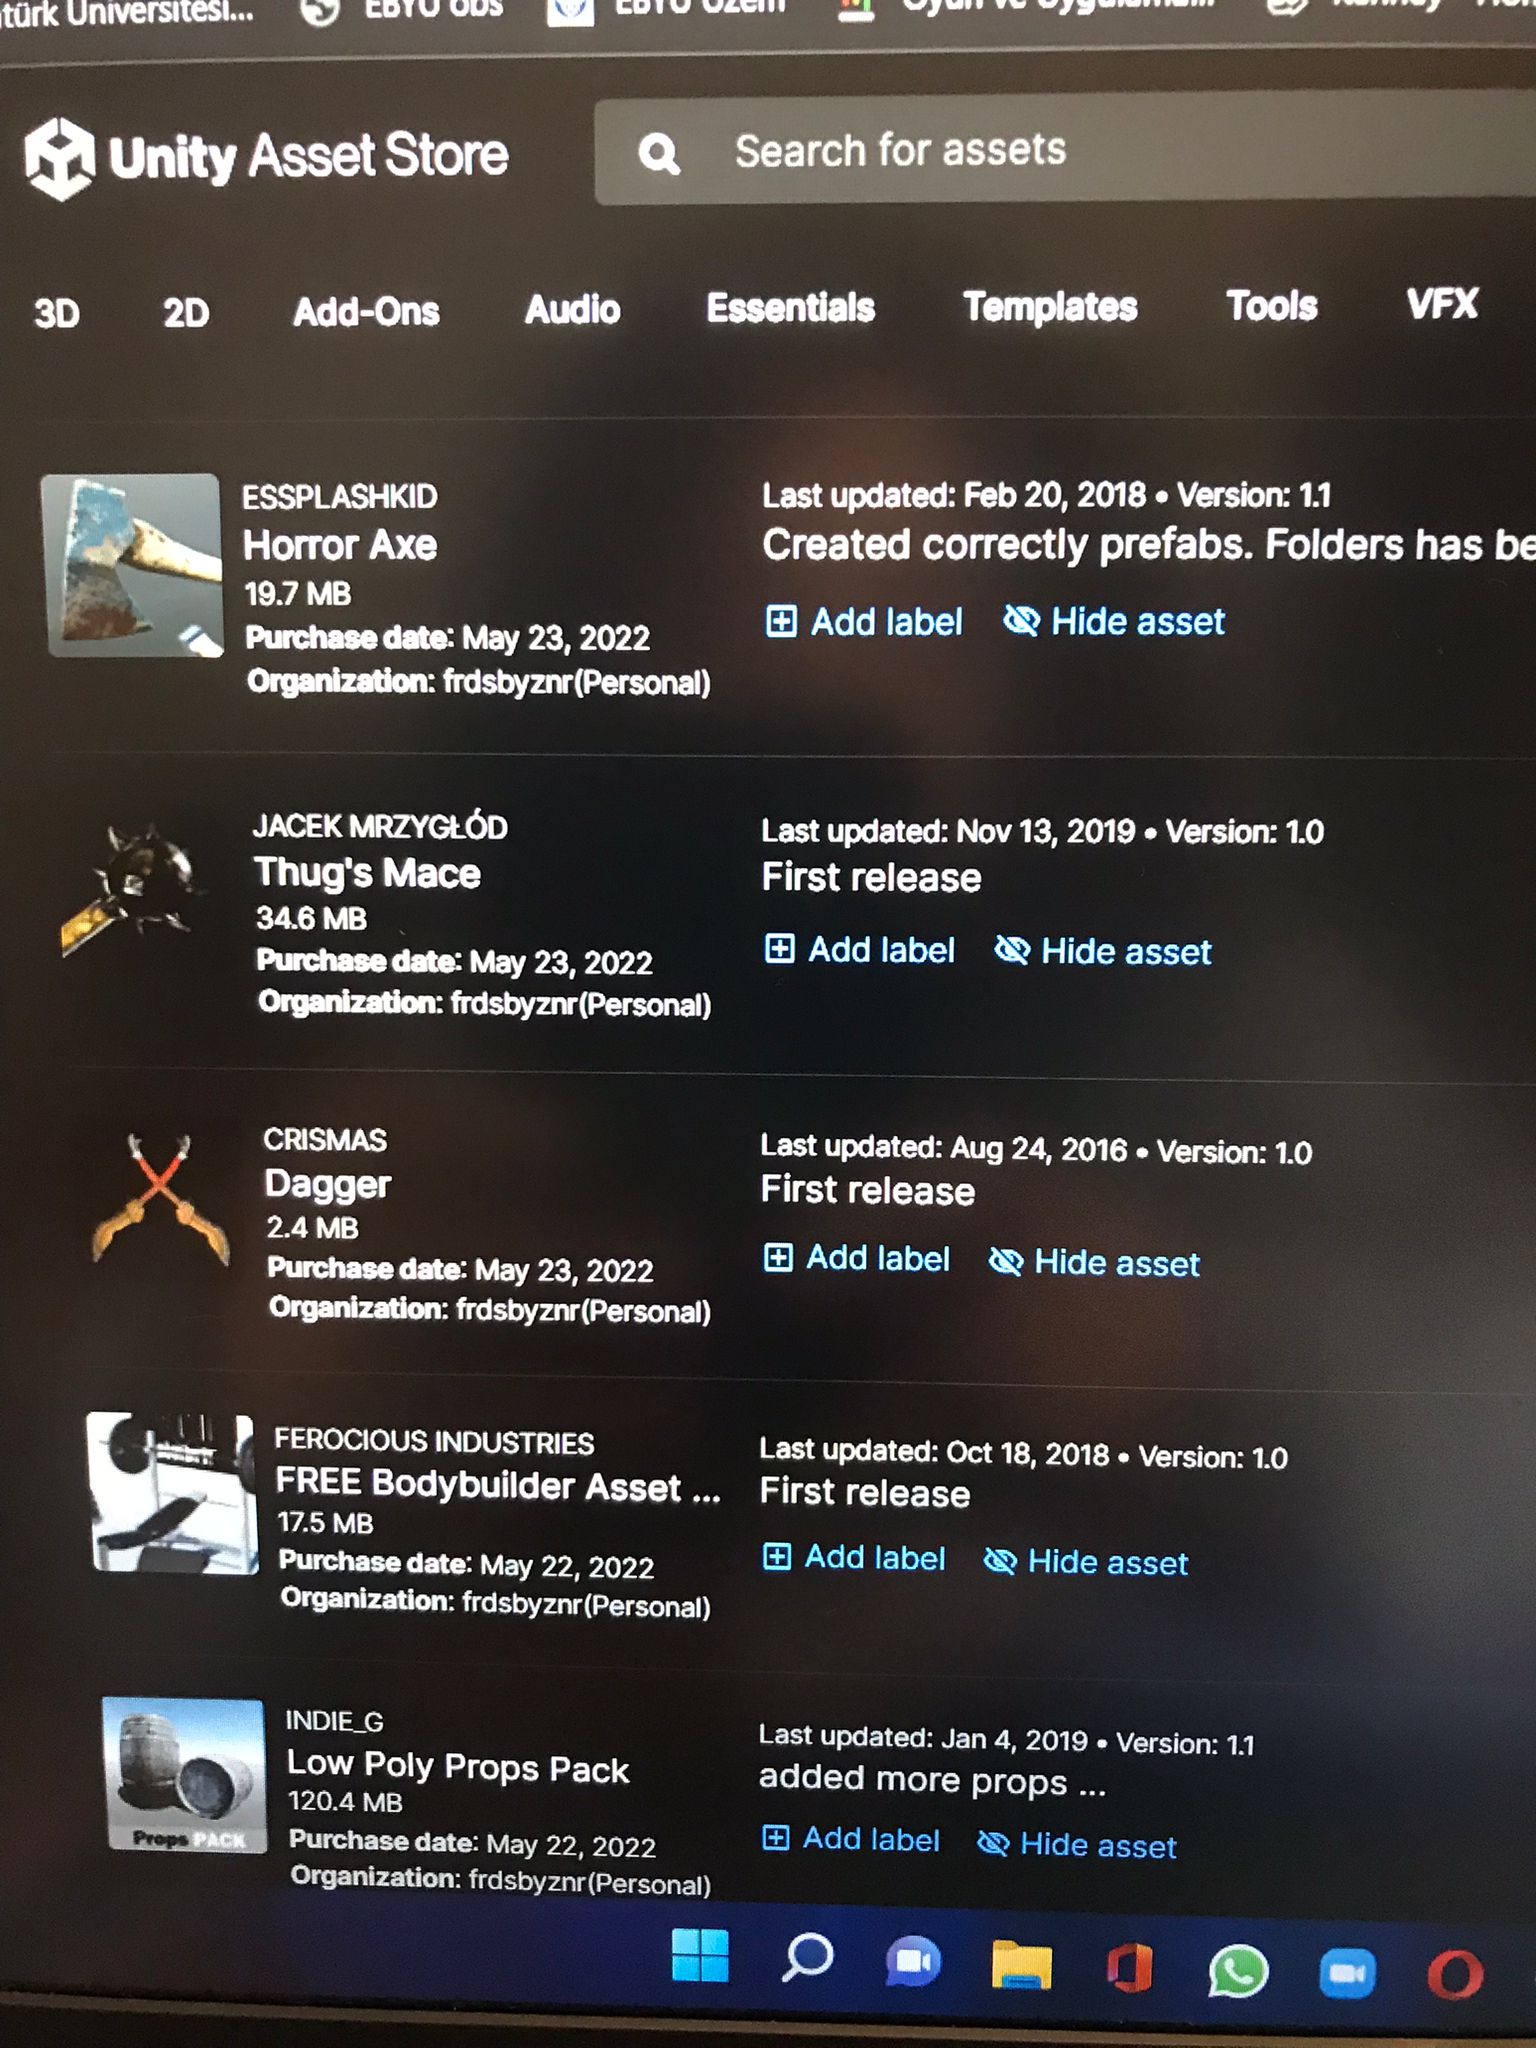 türk Üniversitesi...
EBYÜ OBS
EBYÜ Uzem
Oyun ve Uygulama...
Unity Asset Store
Search for assets
3D 2D Add-Ons Audio Essentials Templates Tools VFX
ESSPLASHKID
Horror Axe
19.7 MB
Purchase date: May 23, 2022
Organization: frdsbyznr(Personal)
Last updated: Feb 20, 2018 • Version: 1.1
Created correctly prefabs. Folders has be
Add label Hide asset
JACEK MRZYGŁÓD
Thug's Mace
34.6 MB
Purchase date: May 23, 2022
Organization: frdsbyznr(Personal)
Last updated: Nov 13, 2019 • Version: 1.0
First release
Add label Hide asset
CRISMAS
Dagger
2.4 MB
Purchase date: May 23, 2022
Organization: frdsbyznr(Personal)
Last updated: Aug 24, 2016 • Version: 1.0
First release
Add label Hide asset
FEROCIOUS INDUSTRIES
FREE Bodybuilder Asset ...
17.5 MB
Purchase date: May 22, 2022
Organization: frdsbyznr(Personal)
Last updated: Oct 18, 2018 • Version: 1.0
First release
Add label Hide asset
Props PACK
INDIE_G
Low Poly Props Pack
120.4 MB
Purchase date: May 22, 2022
Organization: frdsbyznr(Personal)
Last updated: Jan 4, 2019 • Version: 1.1
added more props ...
Add label Hide asset